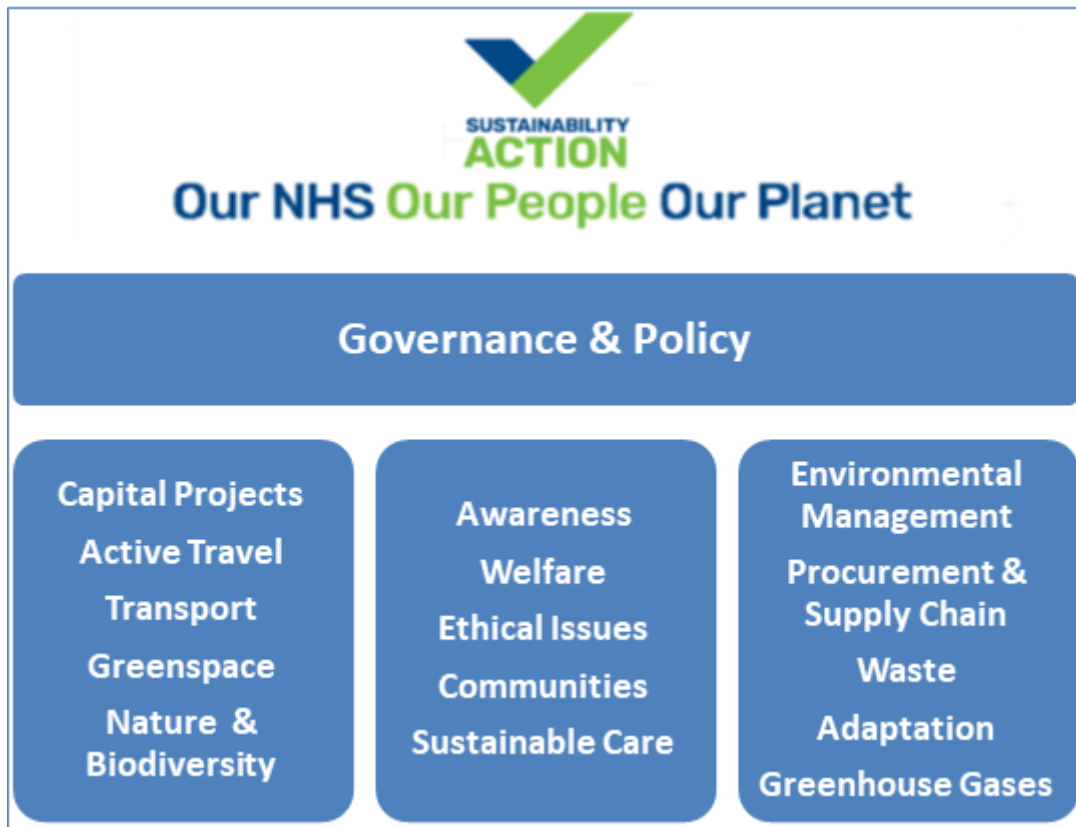 SUSTAINABILITY
ACTION
Our NHS Our People Our Planet
Governance & Policy
Capital Projects
Active Travel
Transport
Greenspace
Nature &
Biodiversity
Awareness
Welfare
Ethical Issues
Communities
Sustainable Care
Environmental
Management
Procurement &
Supply Chain
Waste
Adaptation
Greenhouse Gases